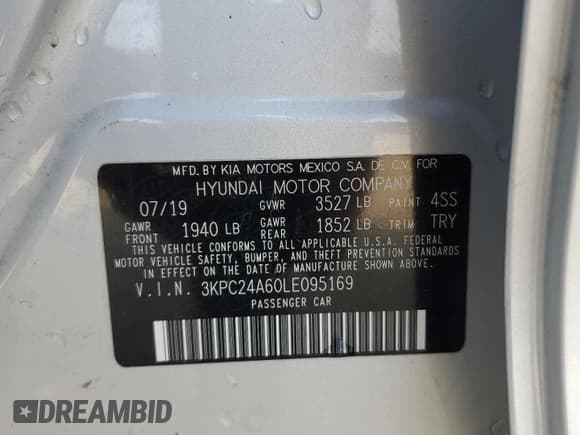 MFD. BY KIA MOTORS MEXICO S.A. DE C.V. FOR
HYUNDAI MOTOR COMPANY
07/19 GVWR 3527 LB PAINT 4SS
GAWR FRONT 1940 LB GAWR REAR 1852 LB TRIM TRY
THIS VEHICLE CONFORMS TO ALL APPLICABLE U.S.A. FEDERAL
MOTOR VEHICLE SAFETY, BUMPER, AND THEFT PREVENTION STANDARDS
IN EFFECT ON THE DATE OF MANUFACTURE SHOWN ABOVE.
V.I.N. 3KPC24A60LE095169
PASSENGER CAR
DREAMBID